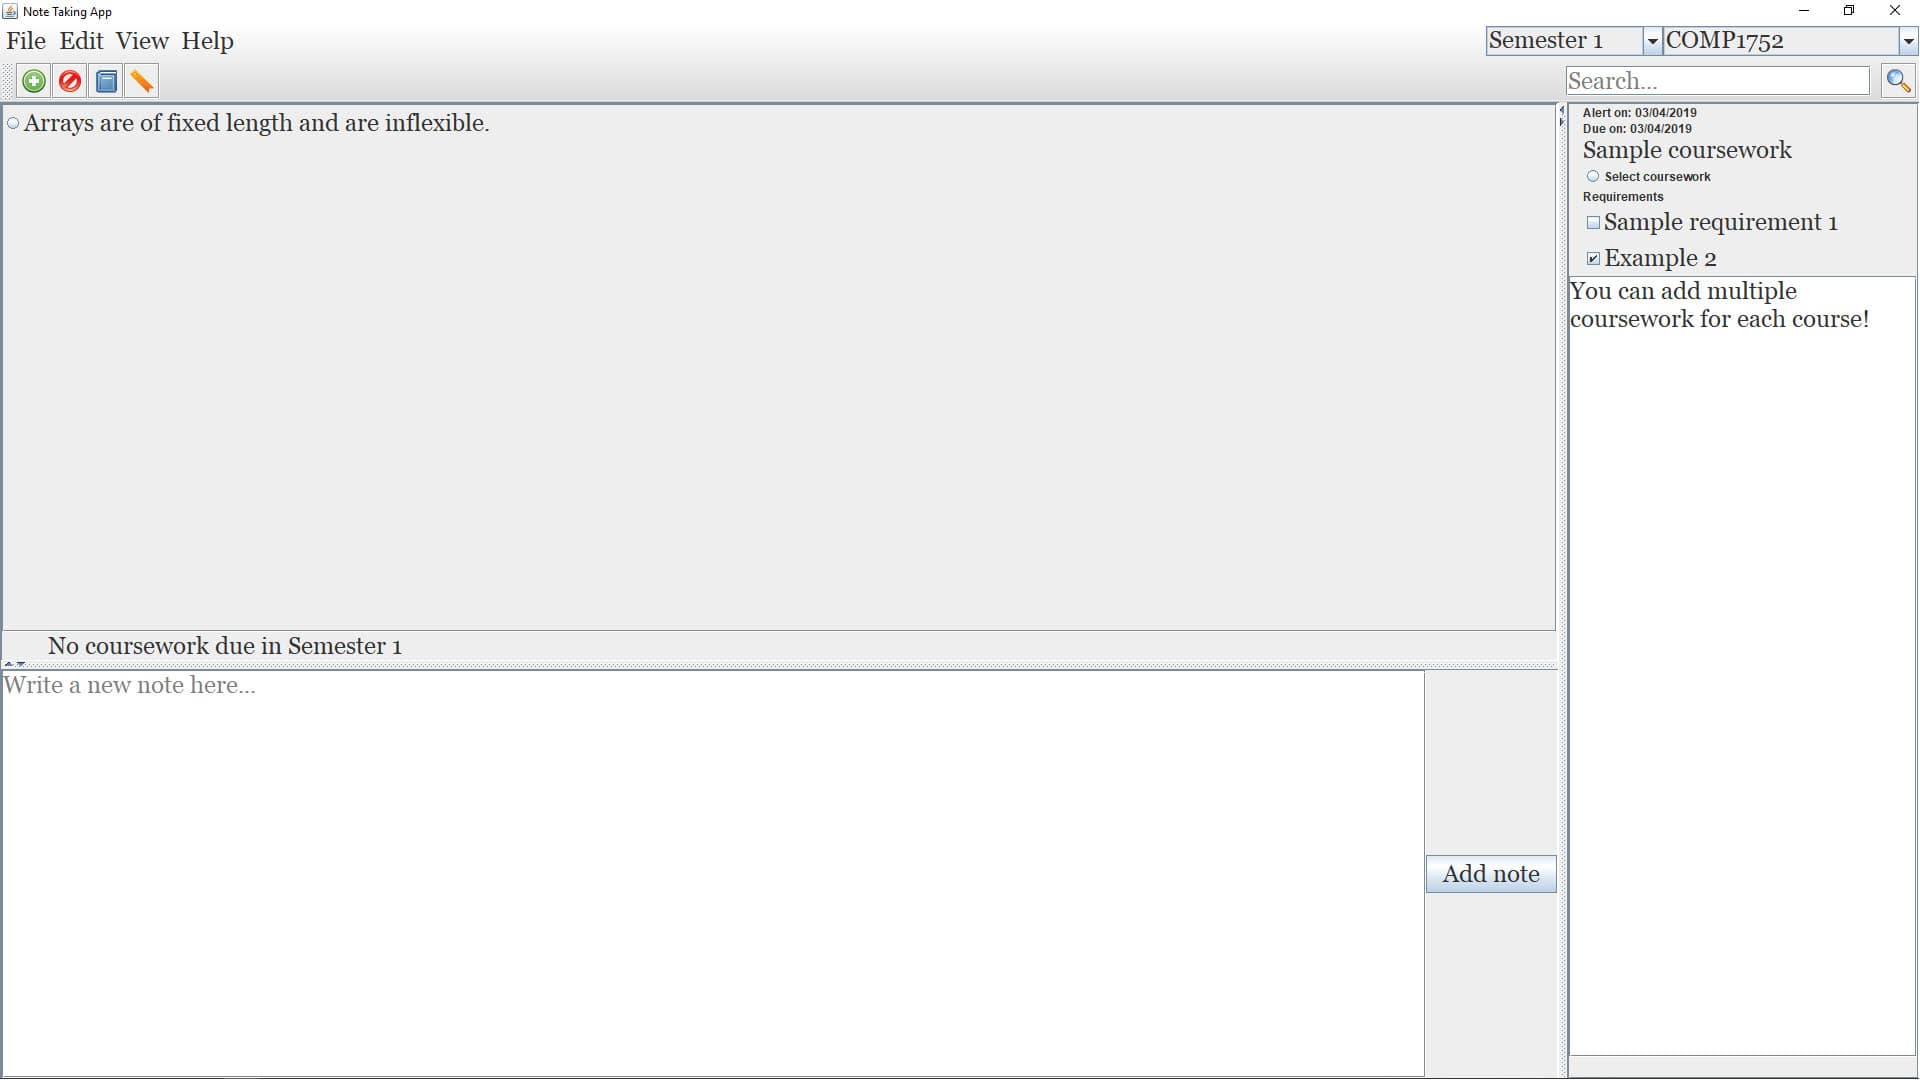 Note Taking App
File Edit View Help
Semester 1
COMP1752
Search...
Arrays are of fixed length and are inflexible.
No coursework due in Semester 1
Write a new note here...
Add note
Alert on: 03/04/2019
Due on: 03/04/2019
Sample coursework
Select coursework
Requirements
Sample requirement 1
Example 2
You can add multiple
coursework for each course!